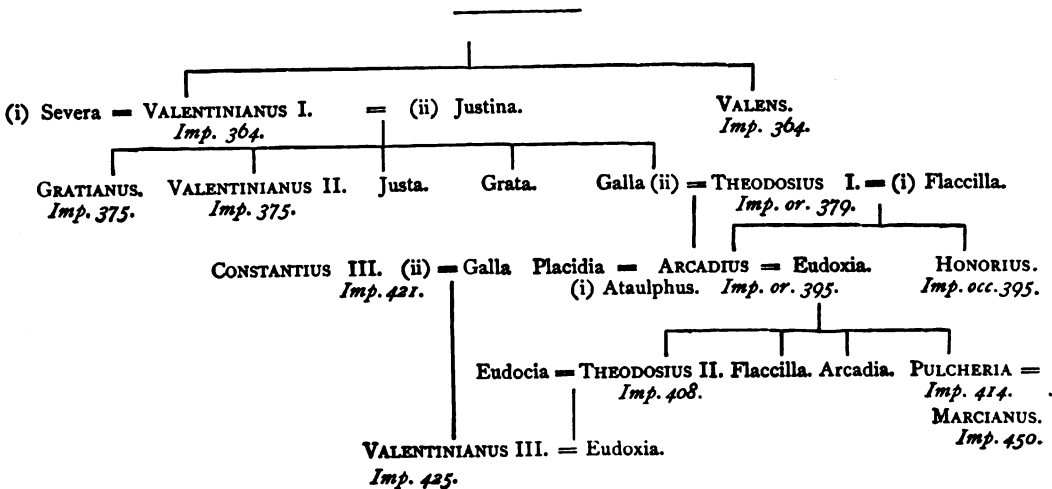 (i) Severa = VALENTINIANUS I. = (ii) Justina. VALENS.
Imp. 364. Imp. 364.
GRATIANUS. VALENTINIANUS II. Justa. Grata. Galla (ii) = THEODOSIUS I. = (i) Flaccilla.
Imp. 375. Imp. 375. Imp. or. 379.
CONSTANTIUS III. (ii) = Galla Placidia = ARCADIUS = Eudoxia. HONORIUS.
Imp. 421. (i) Ataulphus. Imp. or. 395. Imp. occ. 395.
Eudocia = THEODOSIUS II. Flaccilla. Arcadia. PULCHERIA =
Imp. 408. Imp. 414.
MARCIANUS.
Imp. 450.
VALENTINIANUS III. = Eudoxia.
Imp. 425.